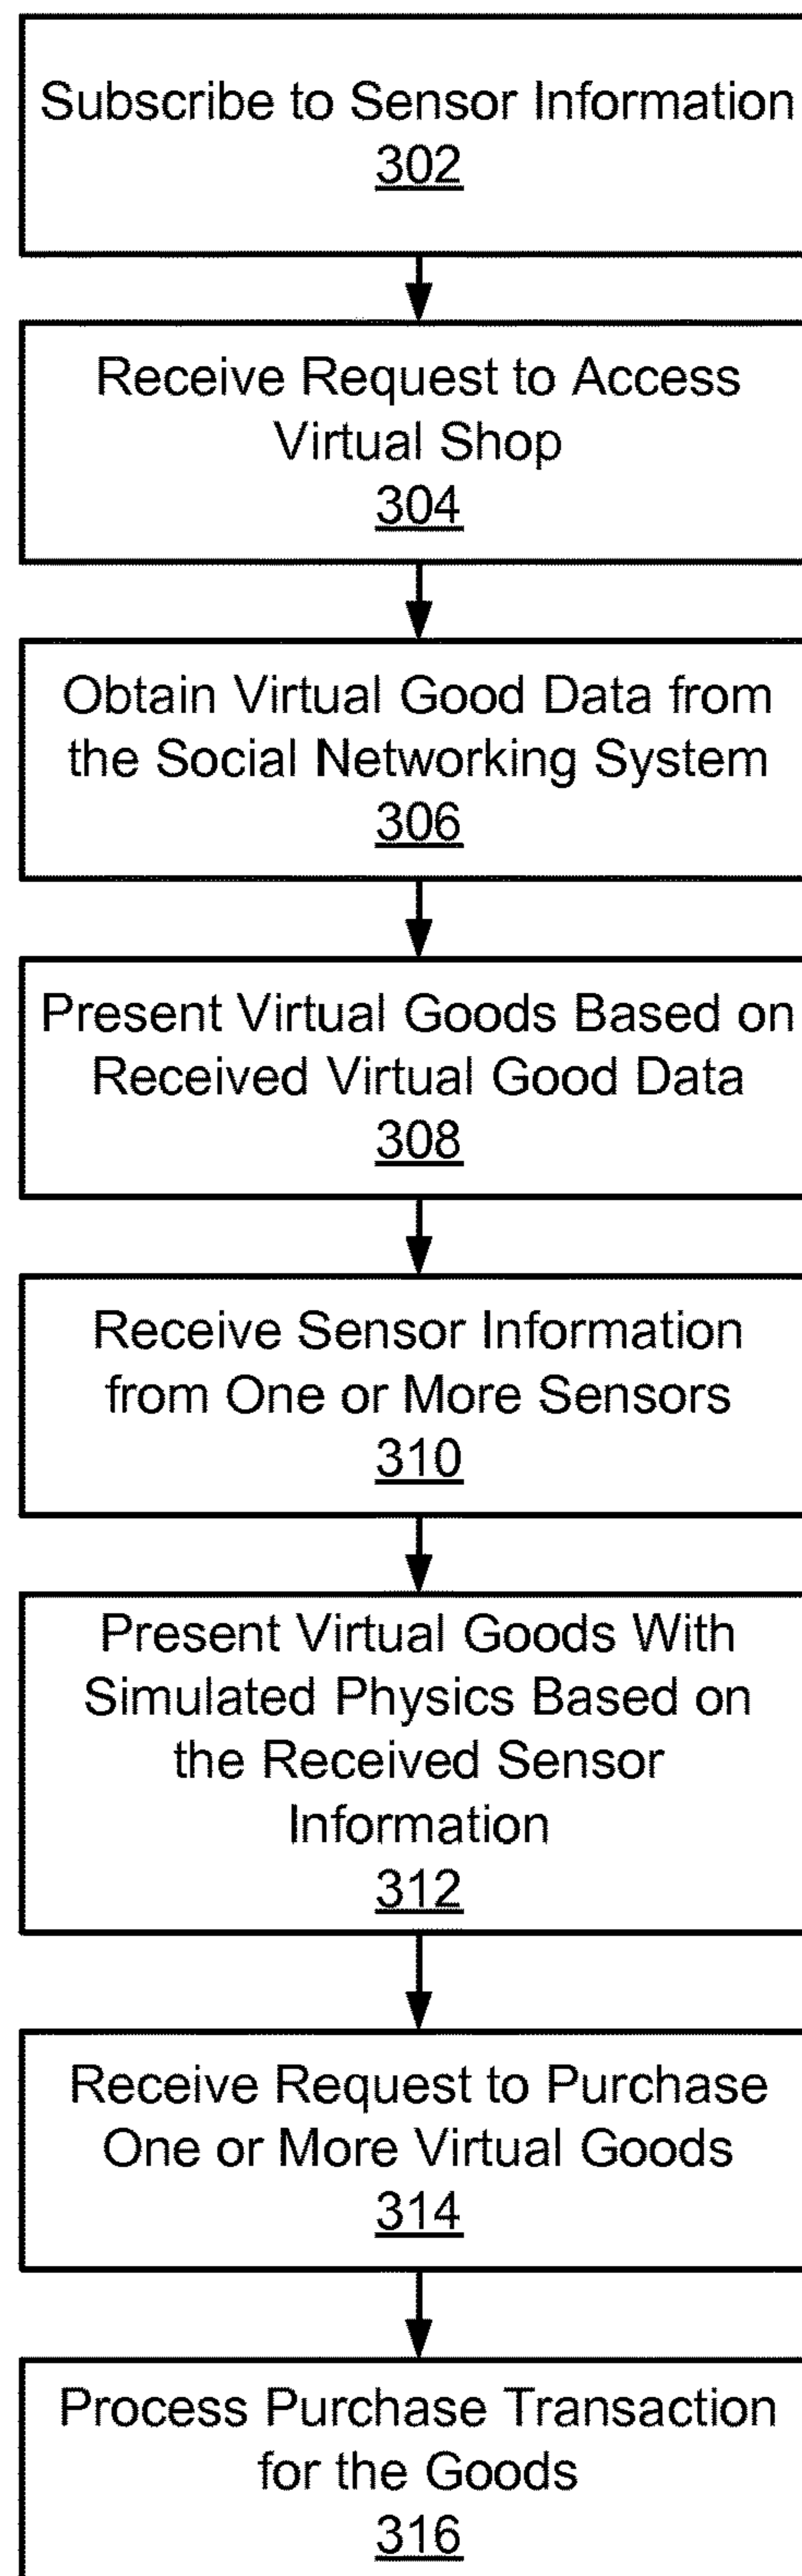 Subscribe to Sensor Information
302
Receive Request to Access
Virtual Shop
304
Obtain Virtual Good Data from
the Social Networking System
306
Present Virtual Goods Based on
Received Virtual Good Data
308
Receive Sensor Information
from One or More Sensors
310
Present Virtual Goods With
Simulated Physics Based on
the Received Sensor
Information
312
Receive Request to Purchase
One or More Virtual Goods
314
Process Purchase Transaction
for the Goods
316